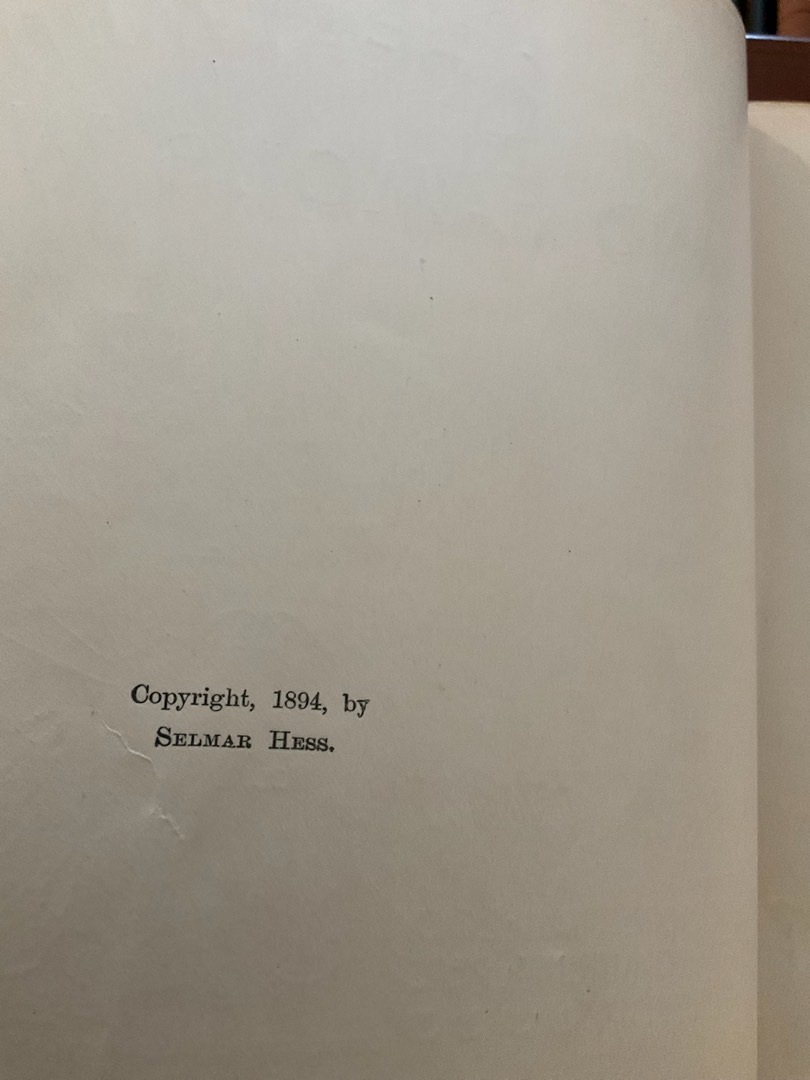 Copyright, 1894, by
SELMAR HESS.